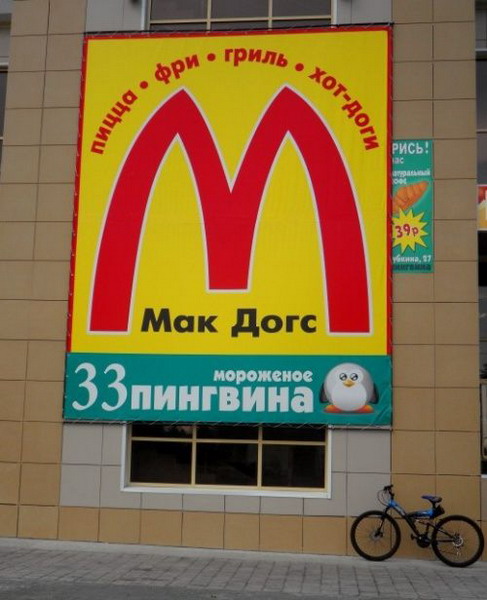 пицца • фри • гриль • хот-доги
Мак Догс
мороженое
33 пингвина
РИСЬ!
39р